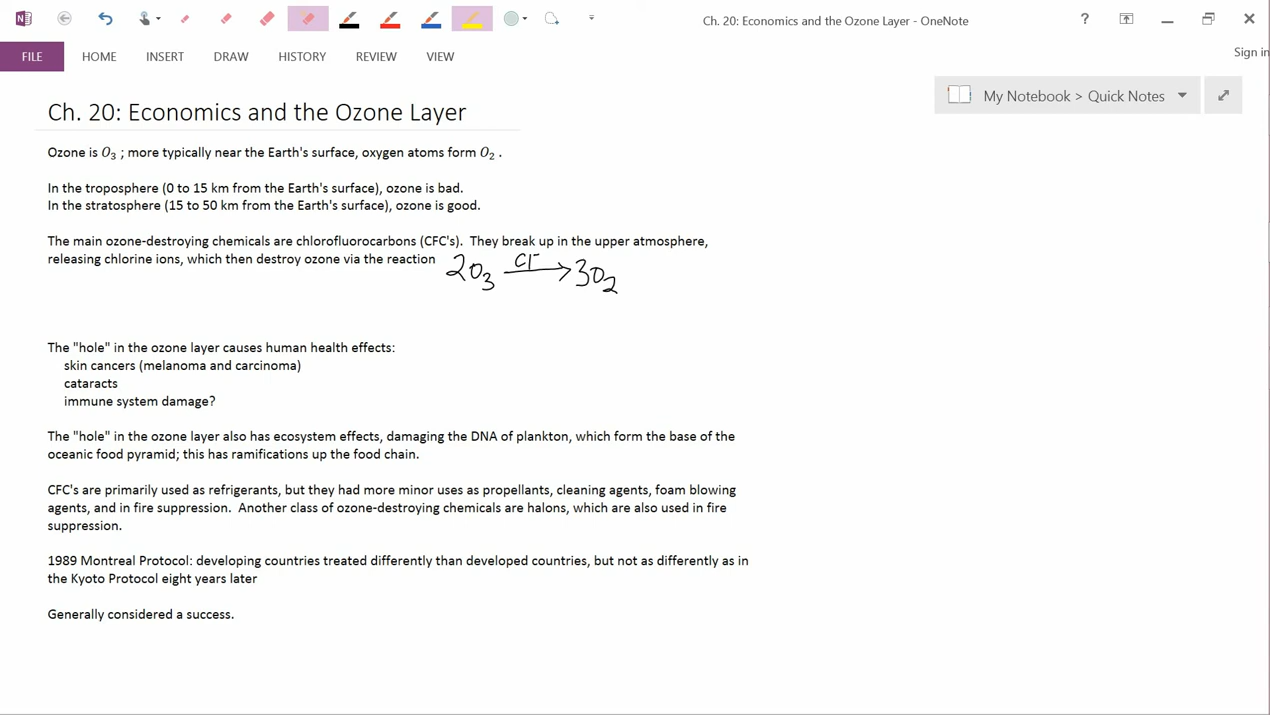 Ch. 20: Economics and the Ozone Layer - OneNote
?
FILE
HOME
INSERT
DRAW
HISTORY
REVIEW
VIEW
Sign in
My Notebook > Quick Notes
Ch. 20: Economics and the Ozone Layer
Ozone is O₃ ; more typically near the Earth's surface, oxygen atoms form O₂ .
In the troposphere (0 to 15 km from the Earth's surface), ozone is bad.
In the stratosphere (15 to 50 km from the Earth's surface), ozone is good.
The main ozone-destroying chemicals are chlorofluorocarbons (CFC's). They break up in the upper atmosphere,
releasing chlorine ions, which then destroy ozone via the reaction 2O₃ —Cl⁻→ 3O₂
The "hole" in the ozone layer causes human health effects:
skin cancers (melanoma and carcinoma)
cataracts
immune system damage?
The "hole" in the ozone layer also has ecosystem effects, damaging the DNA of plankton, which form the base of the
oceanic food pyramid; this has ramifications up the food chain.
CFC's are primarily used as refrigerants, but they had more minor uses as propellants, cleaning agents, foam blowing
agents, and in fire suppression. Another class of ozone-destroying chemicals are halons, which are also used in fire
suppression.
1989 Montreal Protocol: developing countries treated differently than developed countries, but not as differently as in
the Kyoto Protocol eight years later
Generally considered a success.